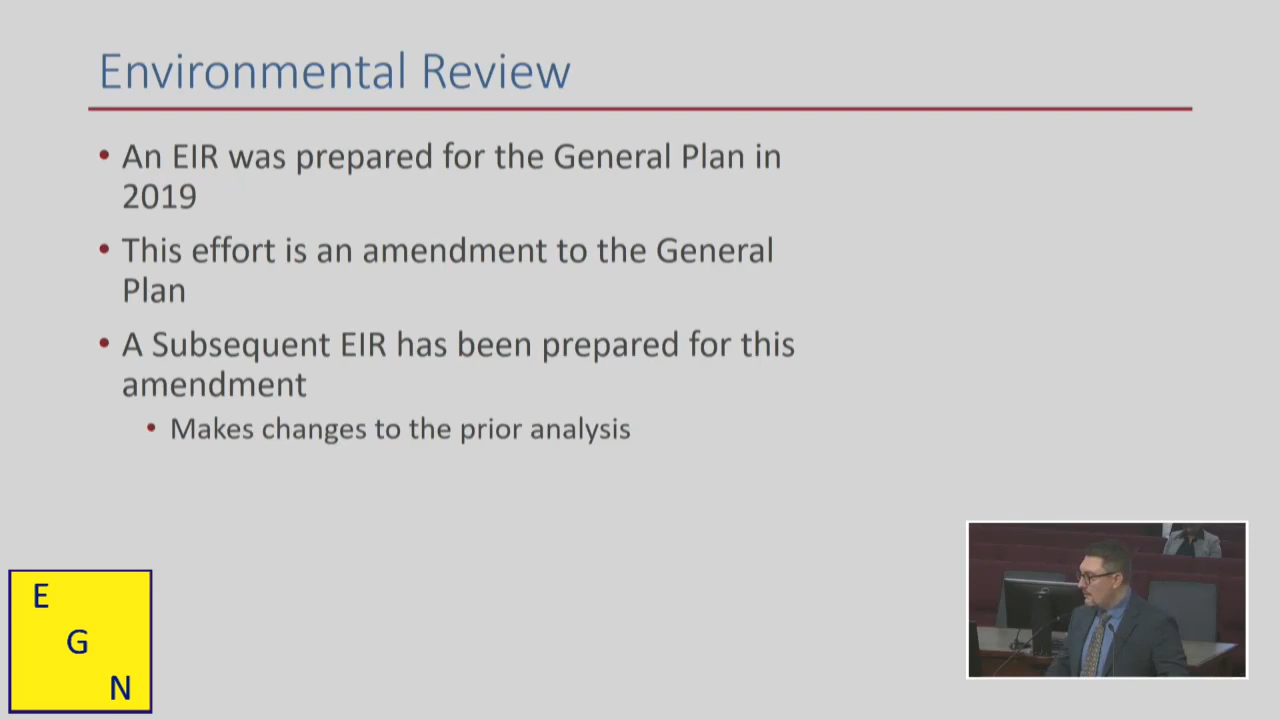 Environmental Review
• An EIR was prepared for the General Plan in
2019
• This effort is an amendment to the General
Plan
• A Subsequent EIR has been prepared for this
amendment
• Makes changes to the prior analysis
E
G
N